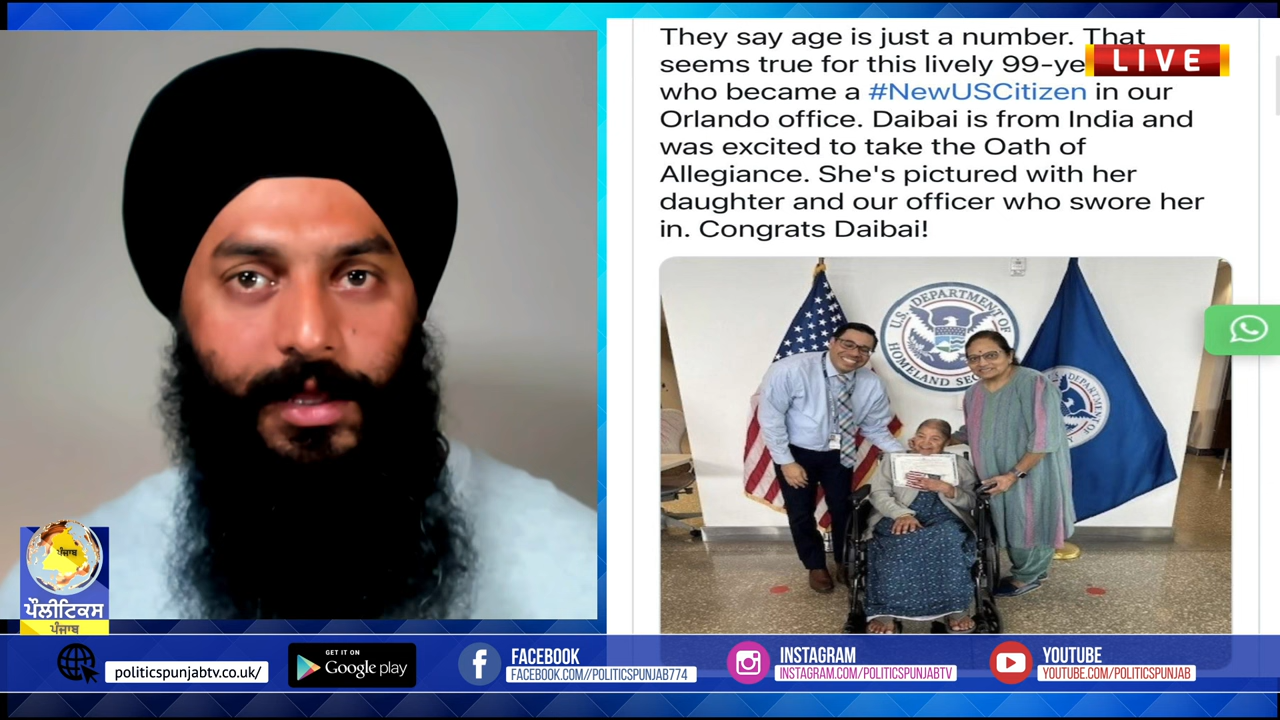 They say age is just a number. That
seems true for this lively 99-ye
LIVE
who became a #NewUSCitizen in our
Orlando office. Daibai is from India and
was excited to take the Oath of
Allegiance. She's pictured with her
daughter and our officer who swore her
in. Congrats Daibai!
U.S. DEPARTMENT OF
HOMELAND SEC
DEPARTMENT OF
ਪੰਜਾਬ
ਪੌਲੀਟਿਕਸ
ਪੰਜਾਬ
politicspunjabtv.co.uk/
GET IT ON
Google play
FACEBOOK
FACEBOOK.COM//POLITICSPUNJAB774
INSTAGRAM
INSTAGRAM.COM/POLITICSPUNJABTV
YOUTUBE
YOUTUBE.COM/POLITICSPUNJAB